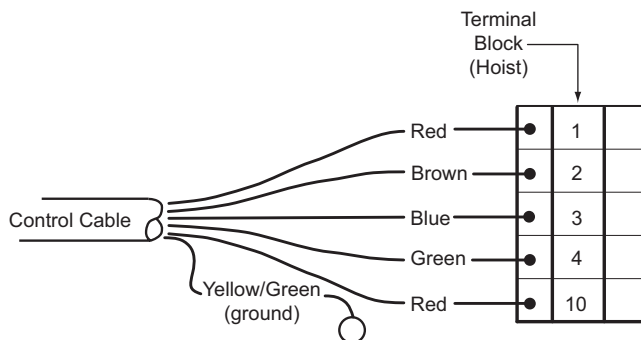 Terminal
Block
(Hoist)
Red
1
Brown
2
Control Cable
Blue
3
Green
4
Yellow/Green
(ground)
Red
10